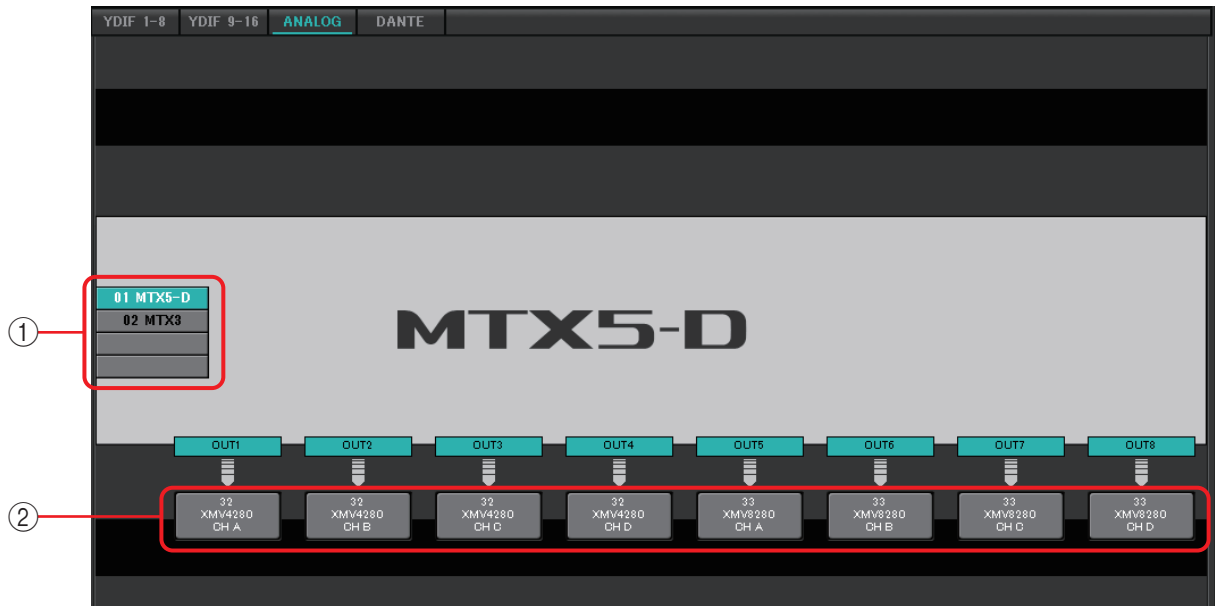 YDIF 1-8 YDIF 9-16 ANALOG DANTE
01 MTX5-D
02 MTX3
①
MTX5-D
OUT1 OUT2 OUT3 OUT4 OUT5 OUT6 OUT7 OUT8
②
32 32 32 32 33 33 33 33
XMV4280 XMV4280 XMV4280 XMV4280 XMV8280 XMV8280 XMV8280 XMV8280
CH A CH B CH C CH D CH A CH B CH C CH D